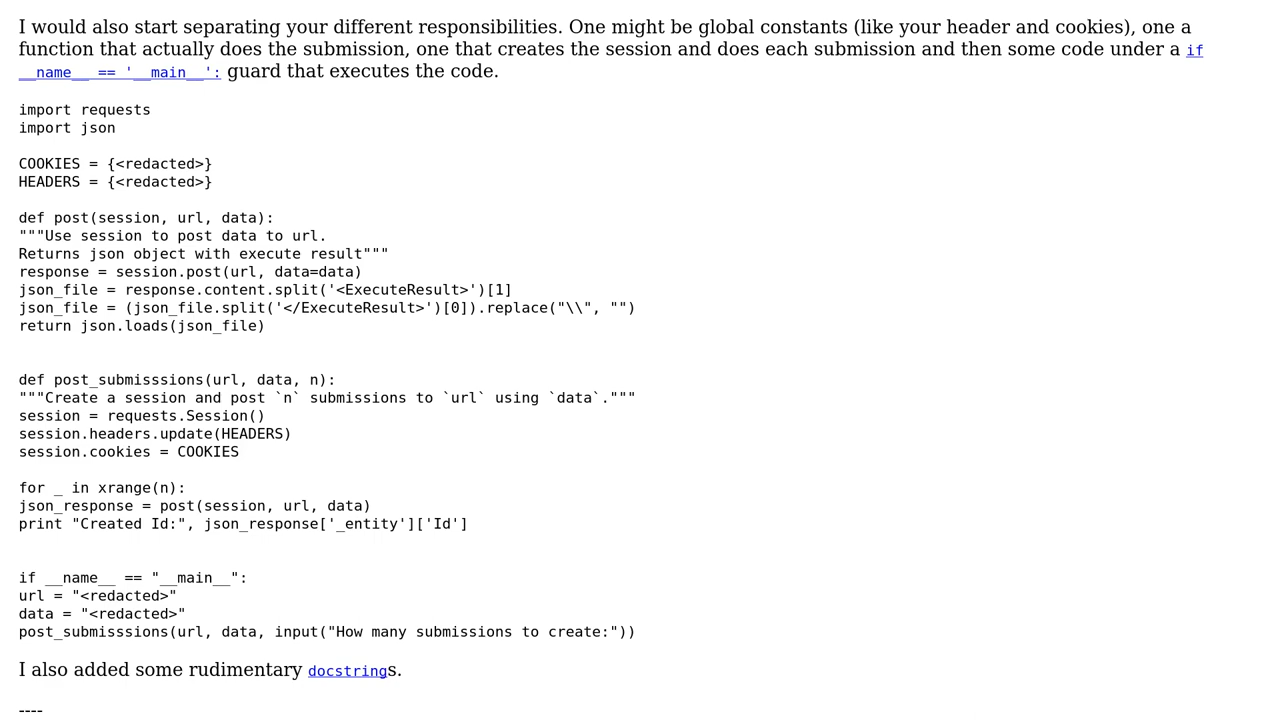 I would also start separating your different responsibilities. One might be global constants (like your header and cookies), one a
function that actually does the submission, one that creates the session and does each submission and then some code under a if
__name__ == '__main__': guard that executes the code.
import requests
import json
COOKIES = {<redacted>}
HEADERS = {<redacted>}
def post(session, url, data):
"""Use session to post data to url.
Returns json object with execute result"""
response = session.post(url, data=data)
json_file = response.content.split('<ExecuteResult>')[1]
json_file = (json_file.split('</ExecuteResult>')[0]).replace("\\", "")
return json.loads(json_file)
def post_submisssions(url, data, n):
"""Create a session and post `n` submissions to `url` using `data`."""
session = requests.Session()
session.headers.update(HEADERS)
session.cookies = COOKIES
for _ in xrange(n):
json_response = post(session, url, data)
print "Created Id:", json_response['_entity']['Id']
if __name__ == "__main__":
url = "<redacted>"
data = "<redacted>"
post_submisssions(url, data, input("How many submissions to create:"))
I also added some rudimentary docstrings.
----